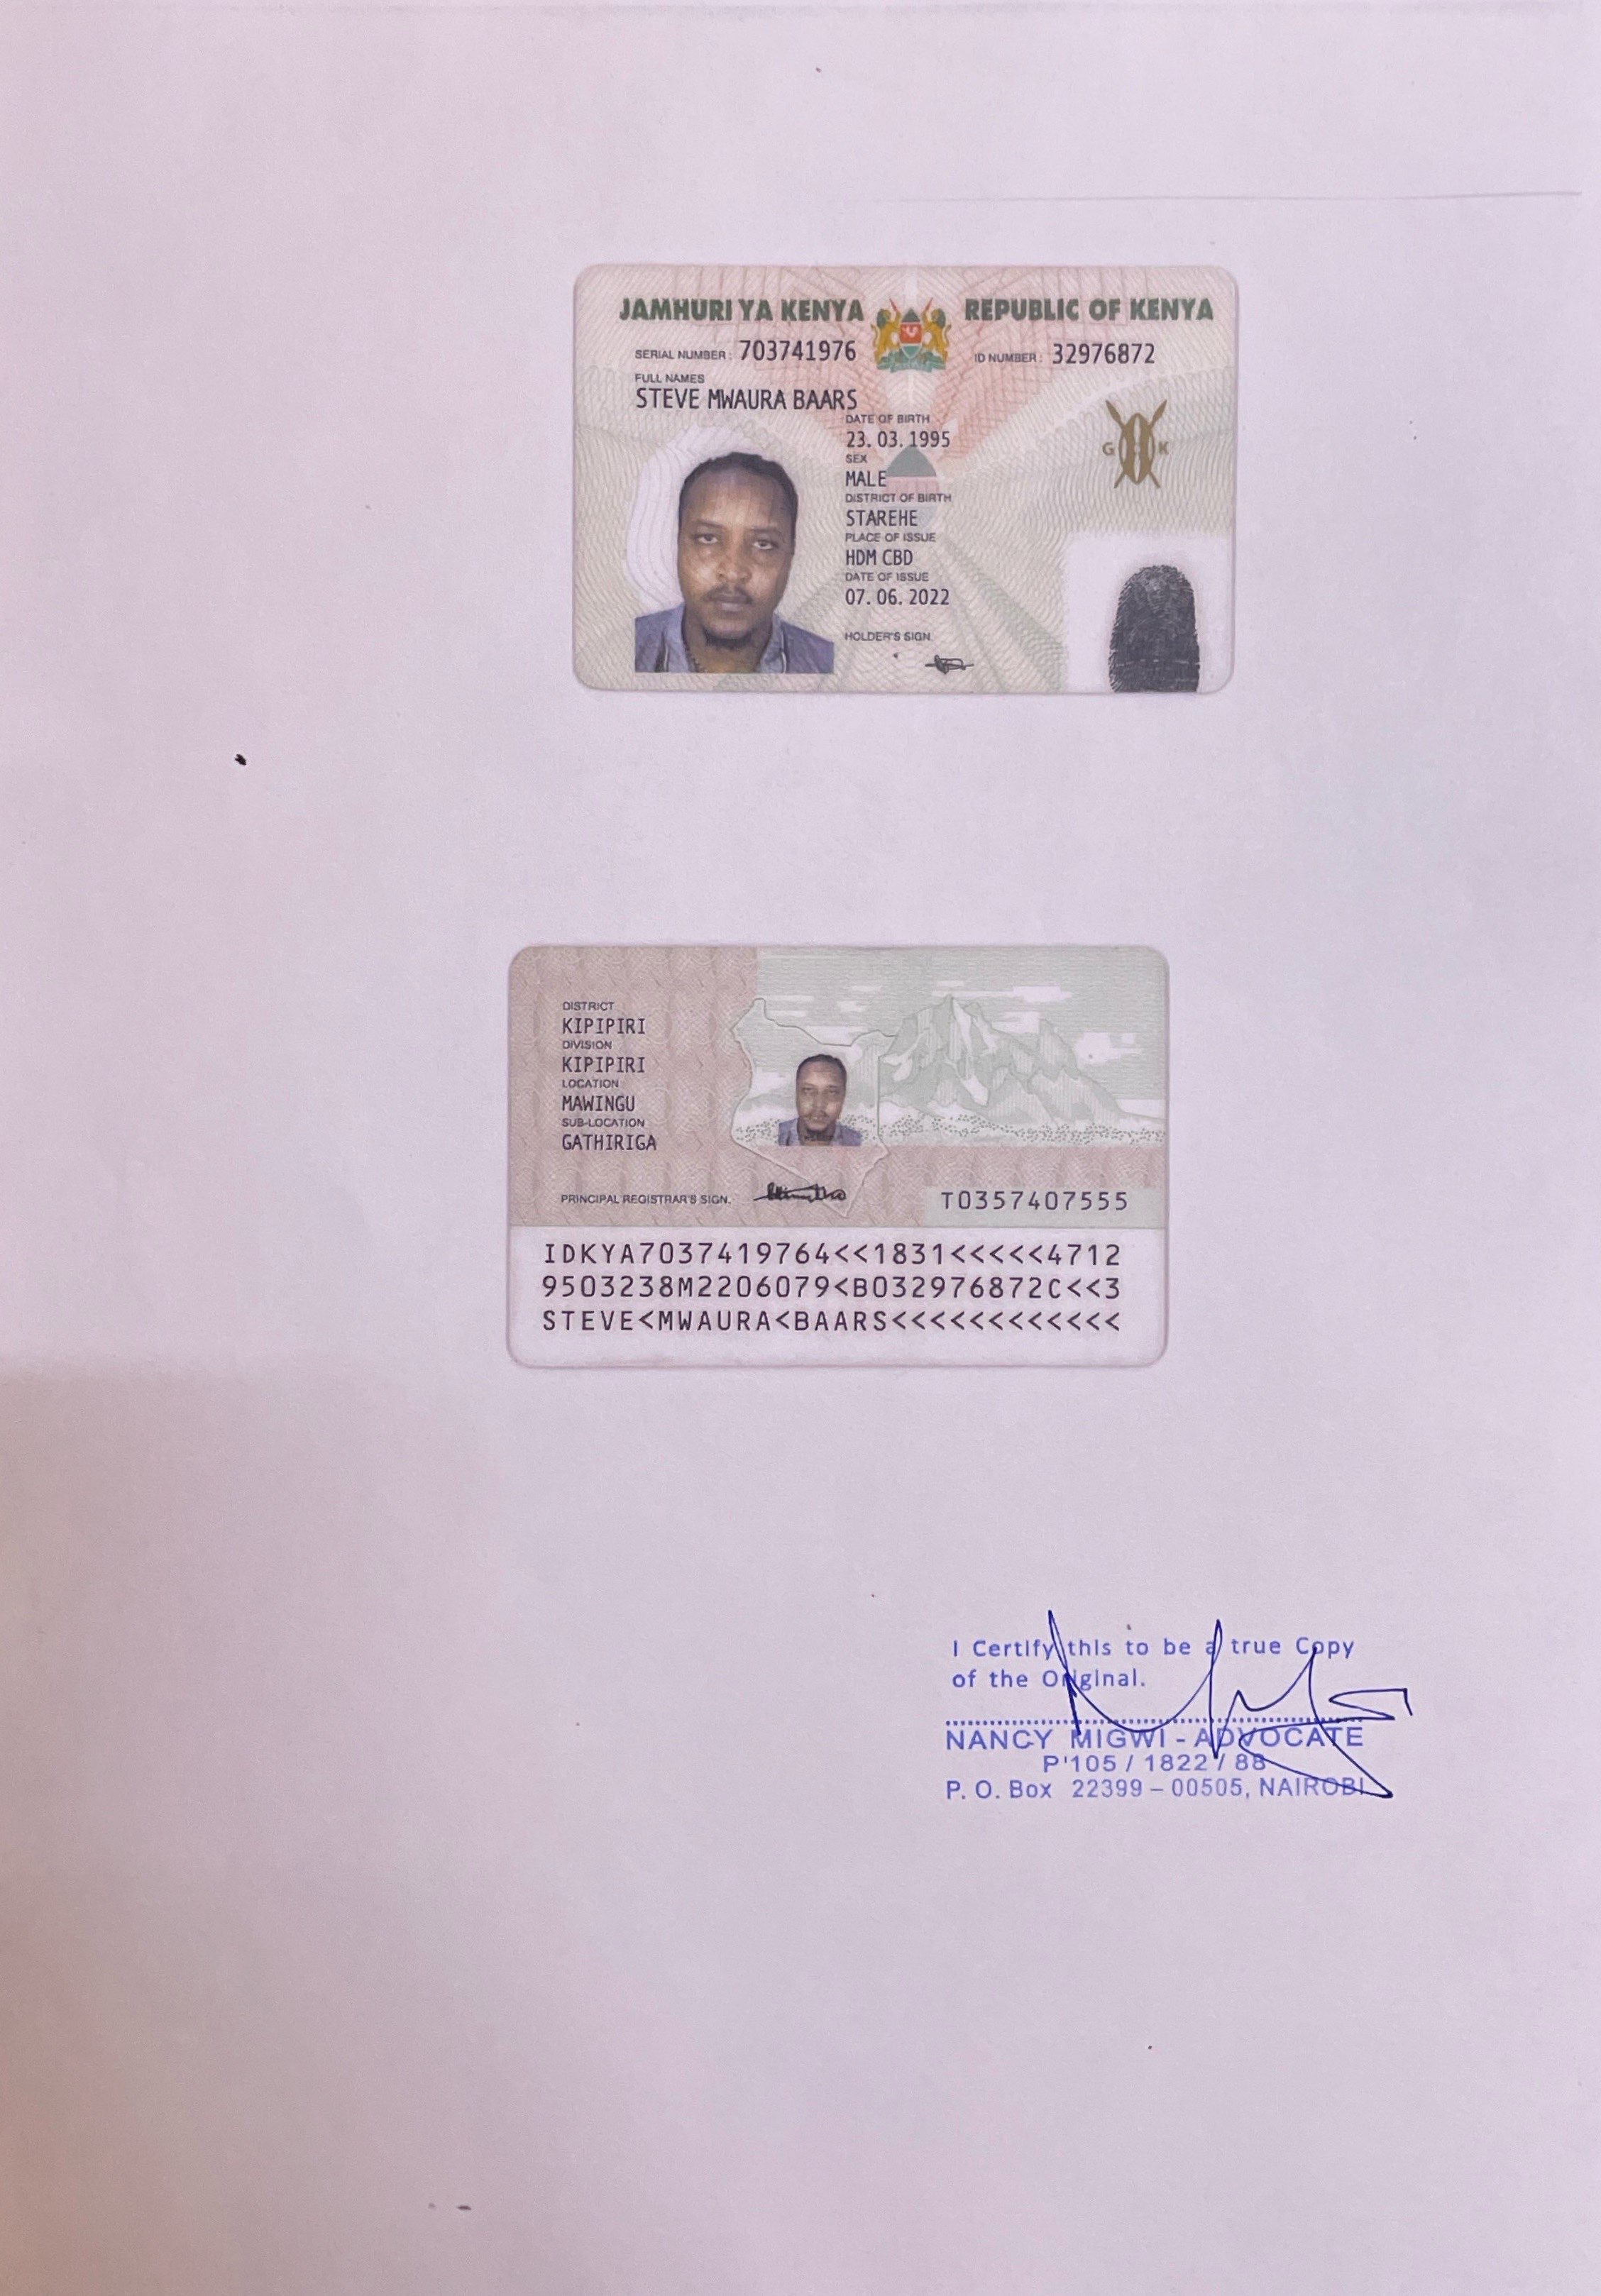 JAMHURI YA KENYA REPUBLIC OF KENYA
SERIAL NUMBER: 703741976 ID NUMBER: 32976872
FULL NAMES
STEVE MWAURA BAARS
DATE OF BIRTH
23. 03. 1995
SEX
MALE
G K
DISTRICT OF BIRTH
STAREHE
PLACE OF ISSUE
HDM CBD
DATE OF ISSUE
07. 06. 2022
HOLDER'S SIGN
DISTRICT
KIPIPIRI
DIVISION
KIPIPIRI
LOCATION
MAWINGU
SUB-LOCATION
GATHIRIGA
PRINCIPAL REGISTRAR'S SIGN.
T0357407555
IDKYA7037419764<<1831<<<<<4712
9503238M2206079<B032976872C<<3
STEVE<MWAURA<BAARS<<<<<<<<<<<<
I Certify this to be a true Copy
of the Original.
NANCY MIGWI - ADVOCATE
P'105 / 1822 / 88
P. O. Box 22399 – 00505, NAIROBI